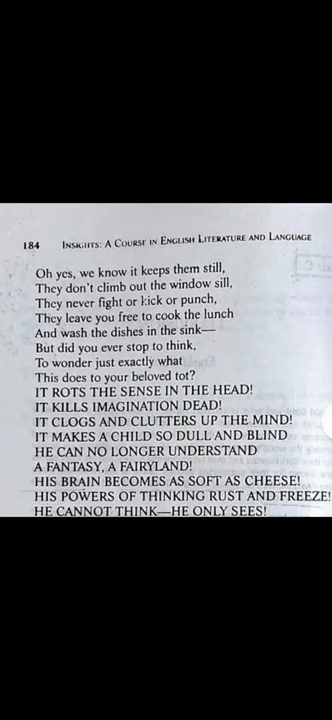 184 INSIGHTS: A COURSE IN ENGLISH LITERATURE AND LANGUAGE
Oh yes, we know it keeps them still,
They don't climb out the window sill,
They never fight or kick or punch,
They leave you free to cook the lunch
And wash the dishes in the sink—
But did you ever stop to think,
To wonder just exactly what
This does to your beloved tot?
IT ROTS THE SENSE IN THE HEAD!
IT KILLS IMAGINATION DEAD!
IT CLOGS AND CLUTTERS UP THE MIND!
IT MAKES A CHILD SO DULL AND BLIND
HE CAN NO LONGER UNDERSTAND
A FANTASY, A FAIRYLAND!
HIS BRAIN BECOMES AS SOFT AS CHEESE!
HIS POWERS OF THINKING RUST AND FREEZE!
HE CANNOT THINK—HE ONLY SEES!